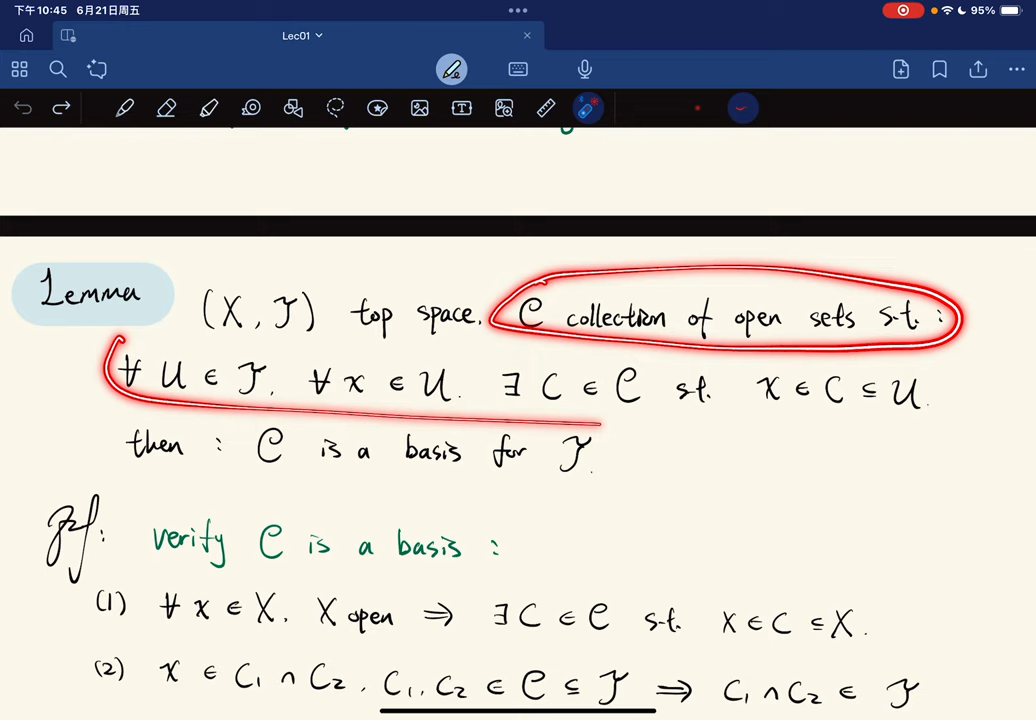 下午10:45 6月21日周五
95%
Lec01
Lemma (X, 𝒯) top space. 𝒞 collection of open sets s.t. :
∀ U ∈ 𝒯, ∀ x ∈ U. ∃ C ∈ 𝒞 st. x ∈ C ⊆ U.
then : 𝒞 is a basis for 𝒯.
Pf: verify 𝒞 is a basis :
(1) ∀ x ∈ X, X open ⇒ ∃ C ∈ 𝒞 s.t. x ∈ C ⊆ X.
(2) x ∈ C₁ ∩ C₂, C₁, C₂ ∈ 𝒞 ⊆ 𝒯 ⇒ C₁ ∩ C₂ ∈ 𝒯